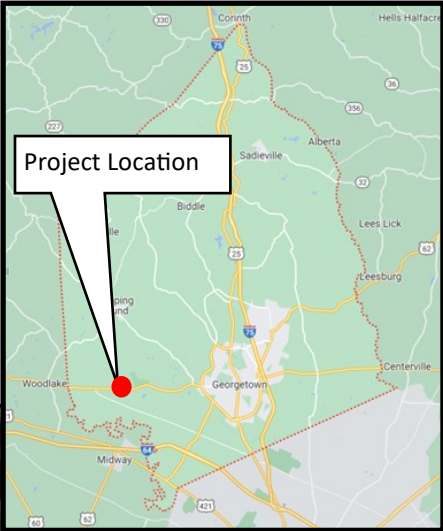 330
Corinth
Hells Halfacre
75
25
36
356
227
Project Location
Sadieville
Alberta
32
Biddle
Lees Lick
62
lle
25
Leesburg
ping
und
75
Woodlake
Georgetown
Centerville
64
Midway
421
62
60